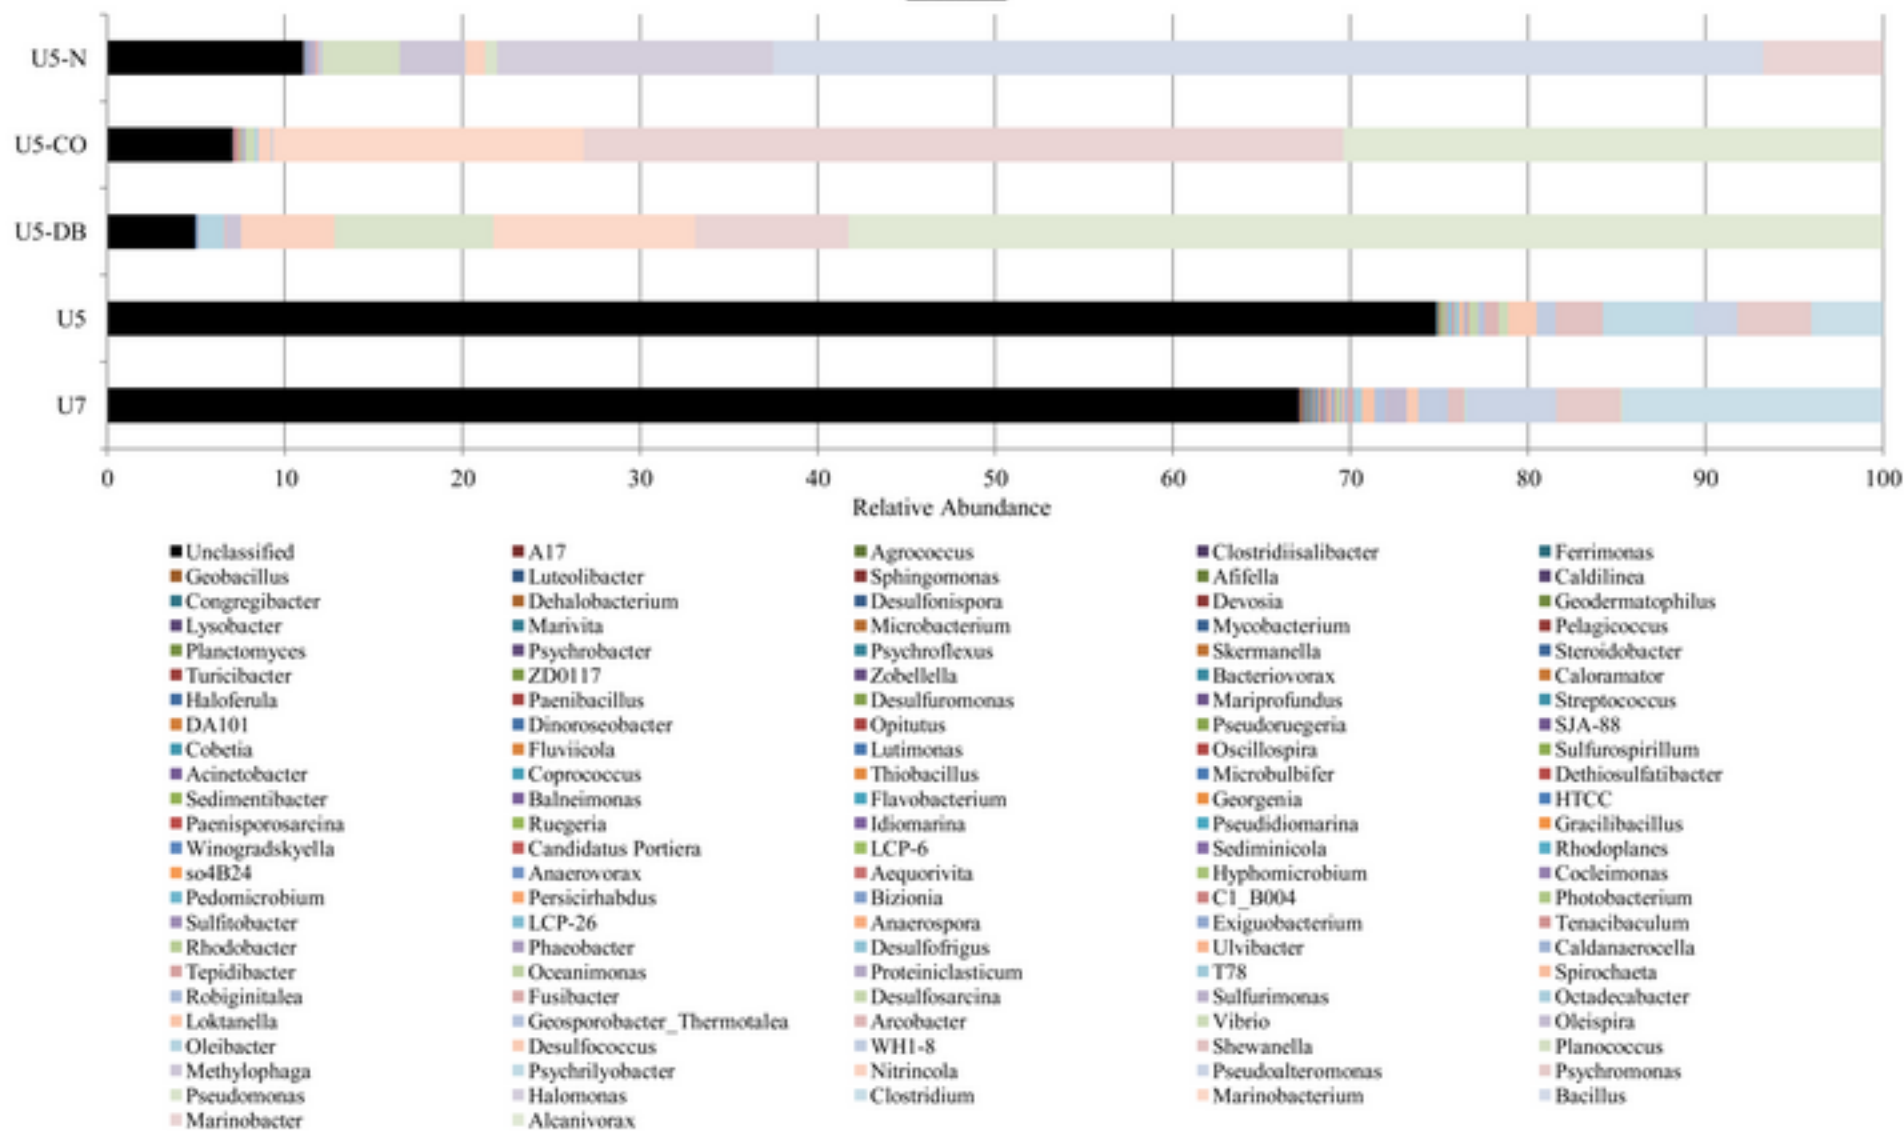 U5-N
U5-CO
U5-DB
U5
U7
0 10 20 30 40 50 60 70 80 90 100
Relative Abundance
Unclassified A17 Agrococcus Clostridiisalibacter Ferrimonas
Geobacillus Luteolibacter Sphingomonas Afifella Caldilinea
Congregibacter Dehalobacterium Desulfonispora Devosia Geodermatophilus
Lysobacter Marivita Microbacterium Mycobacterium Pelagicoccus
Planctomyces Psychrobacter Psychroflexus Skermanella Steroidobacter
Turicibacter ZD0117 Zobellella Bacteriovorax Caloramator
Haloferula Paenibacillus Desulfuromonas Mariprofundus Streptococcus
DA101 Dinoroseobacter Opitutus Pseudoruegeria SJA-88
Cobetia Fluviicola Lutimonas Oscillospira Sulfurospirillum
Acinetobacter Coprococcus Thiobacillus Microbulbifer Dethiosulfatibacter
Sedimentibacter Balneimonas Flavobacterium Georgenia HTCC
Paenisporosarcina Ruegeria Idiomarina Pseudidiomarina Gracilibacillus
Winogradskyella Candidatus Portiera LCP-6 Sediminicola Rhodoplanes
so4B24 Anaerovorax Aequorivita Hyphomicrobium Cocleimonas
Pedomicrobium Persicirhabdus Bizionia C1_B004 Photobacterium
Sulfitobacter LCP-26 Anaerospora Exiguobacterium Tenacibaculum
Rhodobacter Phaeobacter Desulfofrigus Ulvibacter Caldanaerocella
Tepidibacter Oceanimonas Proteiniclasticum T78 Spirochaeta
Robiginitalea Fusibacter Desulfosarcina Sulfurimonas Octadecabacter
Loktanella Geosporobacter_Thermotalea Arcobacter Vibrio Oleispira
Oleibacter Desulfococcus WH1-8 Shewanella Planococcus
Methylophaga Psychrilyobacter Nitrincola Pseudoalteromonas Psychromonas
Pseudomonas Halomonas Clostridium Marinobacterium Bacillus
Marinobacter Alcanivorax